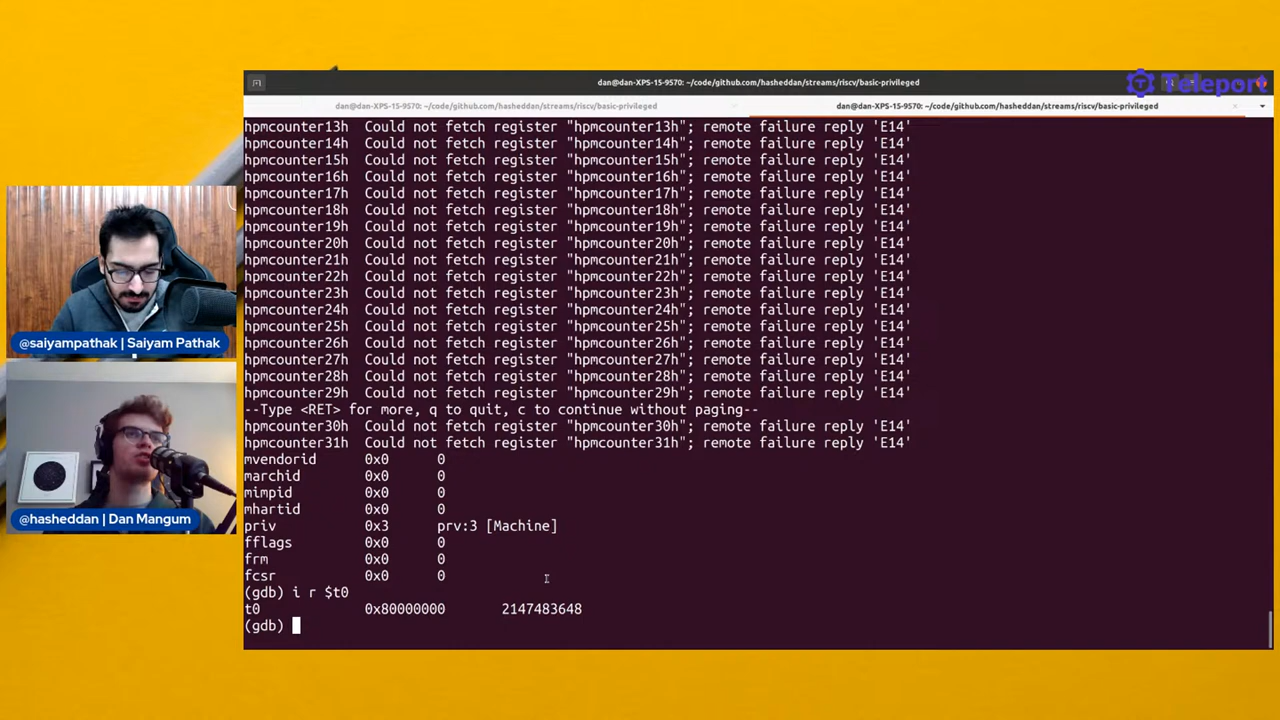 dan@dan-XPS-15-9570: ~/code/github.com/hasheddan/streams/riscv/basic-privileged
Teleport
dan@dan-XPS-15-9570: ~/code/github.com/hasheddan/streams/riscv/basic-privileged
dan@dan-XPS-15-9570: ~/code/github.com/hasheddan/streams/riscv/basic-privileged
hpmcounter13h Could not fetch register "hpmcounter13h"; remote failure reply 'E14'
hpmcounter14h Could not fetch register "hpmcounter14h"; remote failure reply 'E14'
hpmcounter15h Could not fetch register "hpmcounter15h"; remote failure reply 'E14'
hpmcounter16h Could not fetch register "hpmcounter16h"; remote failure reply 'E14'
hpmcounter17h Could not fetch register "hpmcounter17h"; remote failure reply 'E14'
hpmcounter18h Could not fetch register "hpmcounter18h"; remote failure reply 'E14'
hpmcounter19h Could not fetch register "hpmcounter19h"; remote failure reply 'E14'
hpmcounter20h Could not fetch register "hpmcounter20h"; remote failure reply 'E14'
hpmcounter21h Could not fetch register "hpmcounter21h"; remote failure reply 'E14'
hpmcounter22h Could not fetch register "hpmcounter22h"; remote failure reply 'E14'
hpmcounter23h Could not fetch register "hpmcounter23h"; remote failure reply 'E14'
hpmcounter24h Could not fetch register "hpmcounter24h"; remote failure reply 'E14'
hpmcounter25h Could not fetch register "hpmcounter25h"; remote failure reply 'E14'
hpmcounter26h Could not fetch register "hpmcounter26h"; remote failure reply 'E14'
hpmcounter27h Could not fetch register "hpmcounter27h"; remote failure reply 'E14'
hpmcounter28h Could not fetch register "hpmcounter28h"; remote failure reply 'E14'
hpmcounter29h Could not fetch register "hpmcounter29h"; remote failure reply 'E14'
--Type <RET> for more, q to quit, c to continue without paging--
hpmcounter30h Could not fetch register "hpmcounter30h"; remote failure reply 'E14'
hpmcounter31h Could not fetch register "hpmcounter31h"; remote failure reply 'E14'
mvendorid 0x0 0
marchid 0x0 0
mimpid 0x0 0
mhartid 0x0 0
priv 0x3 prv:3 [Machine]
fflags 0x0 0
frm 0x0 0
fcsr 0x0 0
(gdb) i r $t0
t0 0x80000000 2147483648
(gdb)
@saiyampathak | Saiyam Pathak
@hasheddan | Dan Mangum